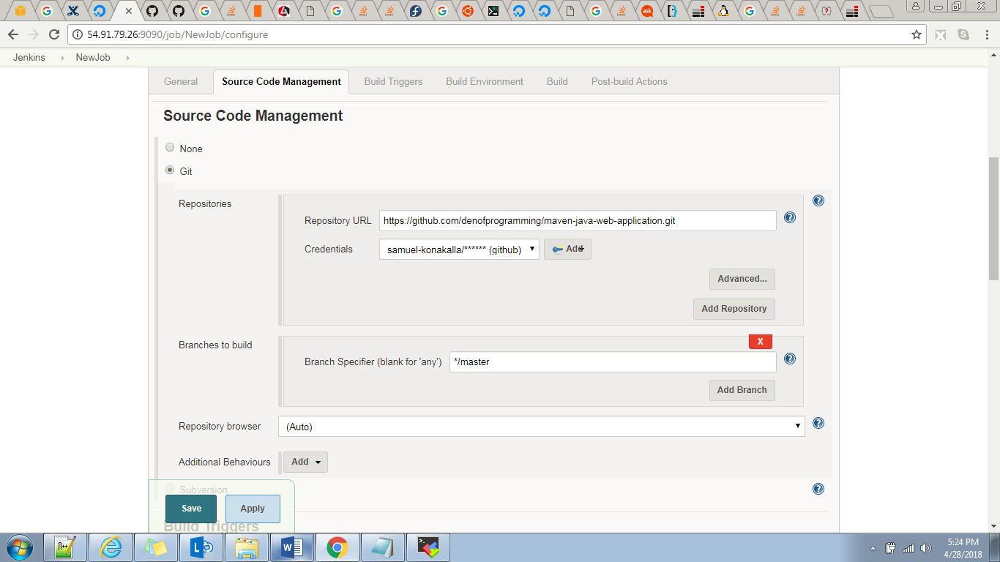 54.91.79.26:9090/job/NewJob/configure
Jenkins NewJob
General Source Code Management Build Triggers Build Environment Build Post-build Actions
Source Code Management
None
Git
Repositories
Repository URL https://github.com/denofprogramming/maven-java-web-application.git
Credentials samuel-konakalla/****** (github) Add
Advanced...
Add Repository
Branches to build
X
Branch Specifier (blank for 'any') */master
Add Branch
Repository browser (Auto)
Additional Behaviours Add
Subversion
Save Apply
Build Triggers
5:24 PM
4/28/2018